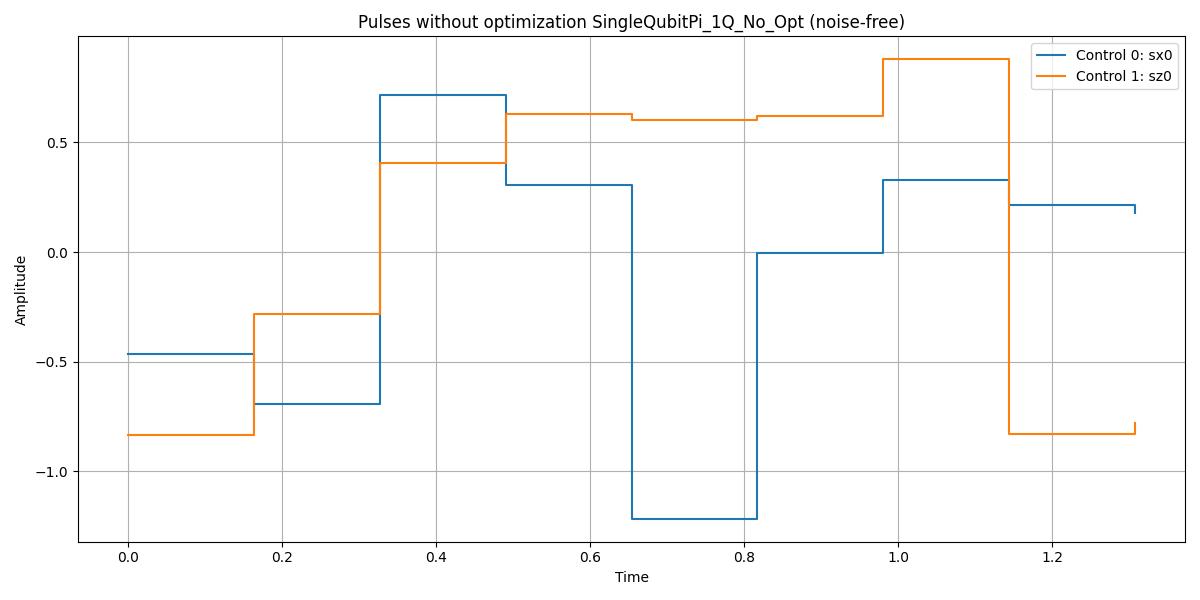 Pulses without optimization SingleQubitPi_1Q_No_Opt (noise-free)
Control 0: sx0
Control 1: sz0
Amplitude
0.5
0.0
−0.5
−1.0
0.0 0.2 0.4 0.6 0.8 1.0 1.2
Time